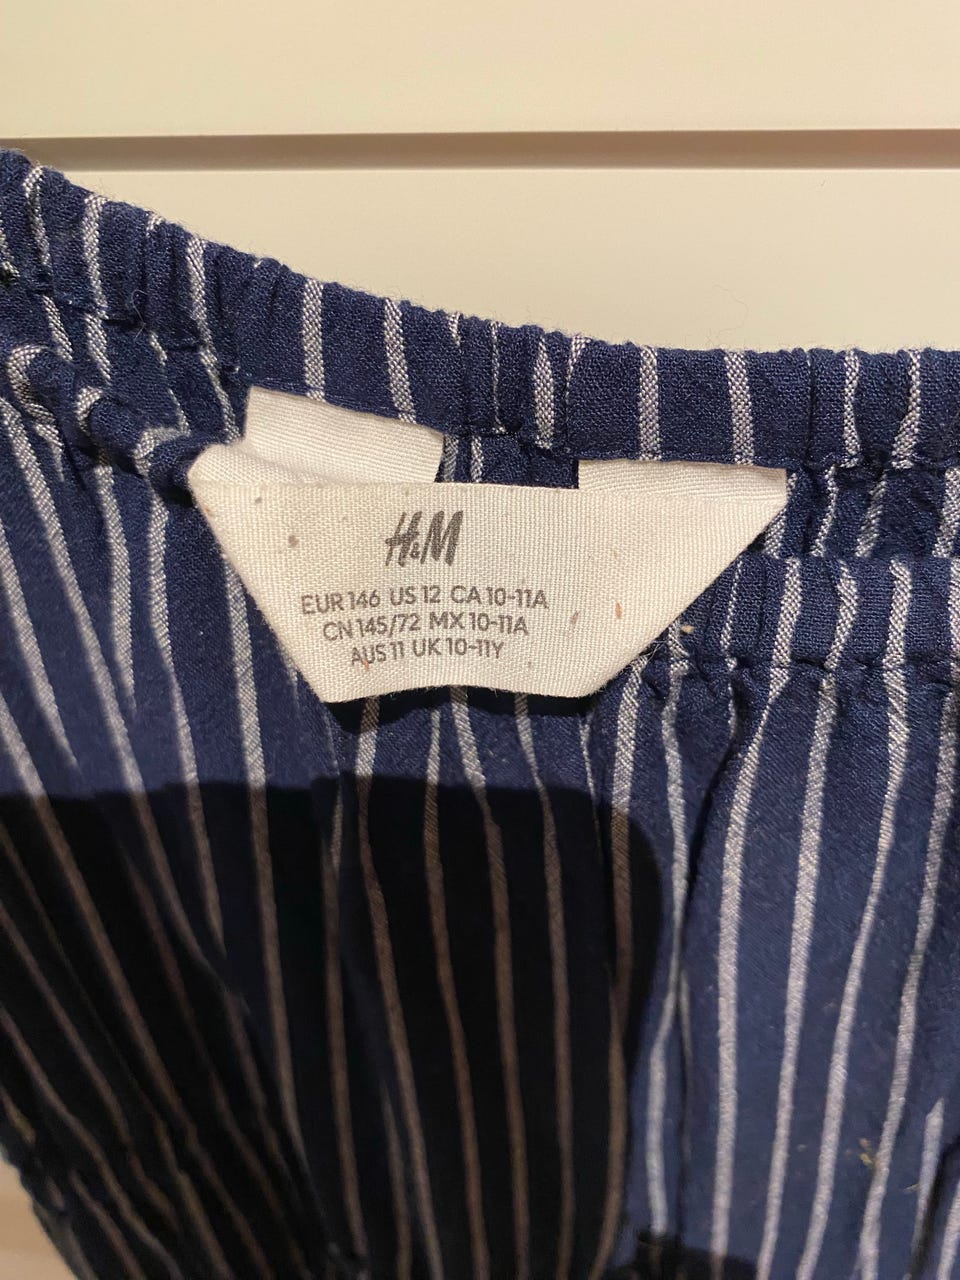 H&M
EUR 146 US 12 CA 10-11A
CN 145/72 MX 10-11A
AUS 11 UK 10-11Y